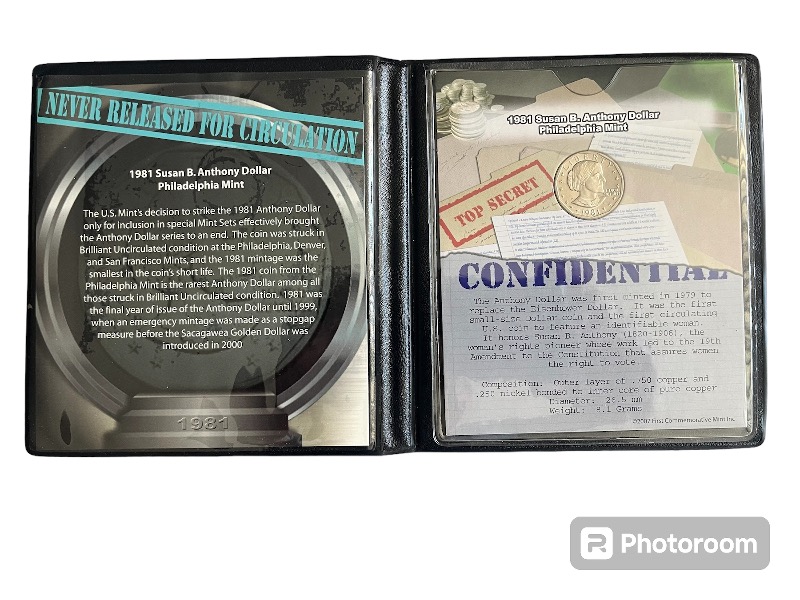 NEVER RELEASED FOR CIRCULATION
1981 Susan B. Anthony Dollar
Philadelphia Mint
The U.S. Mint's decision to strike the 1981 Anthony Dollar
only for inclusion in special Mint Sets effectively brought
the Anthony Dollar series to an end. The coin was struck in
Brilliant Uncirculated condition at the Philadelphia, Denver,
and San Francisco Mints, and the 1981 mintage was the
smallest in the coin's short life. The 1981 coin from the
Philadelphia Mint is the rarest Anthony Dollar among all
those struck in Brilliant Uncirculated condition. 1981 was
the final year of issue of the Anthony Dollar until 1999,
when an emergency mintage was made as a stopgap
measure before the Sacagawea Golden Dollar was
introduced in 2000
1981
1981 Susan B. Anthony Dollar
Philadelphia Mint
TOP SECRET
LIBERTY
1981
CONFIDENTIAL
The Anthony Dollar was first minted in 1979 to
replace the Eisenhower Dollar. It was the first
small-size dollar coin and the first circulating
U.S. coin to feature an identifiable woman.
It honors Susan B. Anthony (1820-1906), the
women's rights pioneer whose work led to the 19th
Amendment to the Constitution that assures women
the right to vote.
Composition: Outer layer of .750 copper and
.250 nickel bonded to inner core of pure copper
Diameter: 26.5 mm
Weight: 8.1 Grams
©2007 First Commemorative Mint Inc.
Photoroom